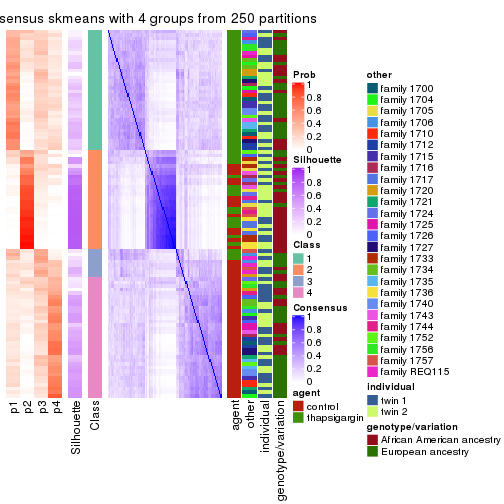 sensus skmeans with 4 groups from 250 partitions
p1
p2
p3
p4
Silhouette
Class
agent
other
individual
genotype/variation
Prob
1
0.8
0.6
0.4
0.2
0
Silhouette
1
0.8
0.6
0.4
0.2
0
Class
1
2
3
4
Consensus
1
0.8
0.6
0.4
0.2
0
agent
control
thapsigargin
other
family 1700
family 1704
family 1705
family 1706
family 1710
family 1712
family 1715
family 1716
family 1717
family 1720
family 1721
family 1724
family 1725
family 1726
family 1727
family 1733
family 1734
family 1735
family 1736
family 1740
family 1743
family 1744
family 1752
family 1756
family 1757
family REQ115
individual
twin 1
twin 2
genotype/variation
African American ancestry
European ancestry